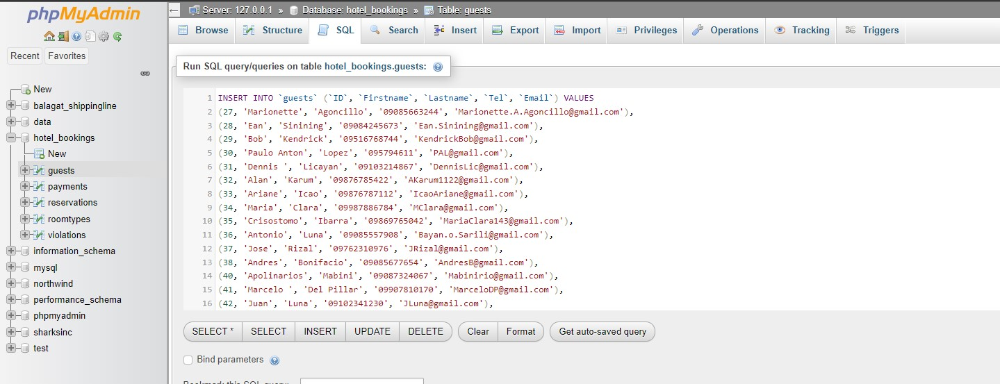 phpMyAdmin
Recent Favorites
New
balagat_shippingline
data
hotel_bookings
New
guests
payments
reservations
roomtypes
violations
information_schema
mysql
northwind
performance_schema
phpmyadmin
sharksinc
test
Server: 127.0.0.1 » Database: hotel_bookings » Table: guests
Browse Structure SQL Search Insert Export Import Privileges Operations Tracking Triggers
Run SQL query/queries on table hotel_bookings.guests:
1 INSERT INTO `guests` (`ID`, `Firstname`, `Lastname`, `Tel`, `Email`) VALUES
2 (27, 'Marionette', 'Agoncillo', '09085663244', 'Marionette.A.Agoncillo@gmail.com'),
3 (28, 'Ean', 'Sinining', '09084245673', 'Ean.Sinining@gmail.com'),
4 (29, 'Bob', 'Kendrick', '09516768744', 'KendrickBob@gmail.com'),
5 (30, 'Paulo Anton', 'Lopez', '095794611', 'PAL@gmail.com'),
6 (31, 'Dennis ', 'Licayan', '09103214867', 'DennisLic@gmail.com'),
7 (32, 'Alan', 'Karum', '09876785422', 'AKarum1122@gmail.com'),
8 (33, 'Ariane', 'Icao', '09876787112', 'IcaoAriane@gmail.com'),
9 (34, 'Maria', 'Clara', '09987886784', 'MClara@gmail.com'),
10 (35, 'Crisostomo', 'Ibarra', '09869765042', 'MariaClara143@gmail.com'),
11 (36, 'Antonio', 'Luna', '09085557908', 'Bayan.o.Sarili@gmail.com'),
12 (37, 'Jose', 'Rizal', '09762310976', 'JRizal@gmail.com'),
13 (38, 'Andres', 'Bonifacio', '09085677654', 'AndresB@gmail.com'),
14 (40, 'Apolinarios', 'Mabini', '09087324067', 'Mabinirio@gmail.com'),
15 (41, 'Marcelo ', 'Del Pillar', '09907810170', 'MarceloDP@gmail.com'),
16 (42, 'Juan', 'Luna', '09102341230', 'JLuna@gmail.com'),
SELECT * SELECT INSERT UPDATE DELETE Clear Format Get auto-saved query
Bind parameters
Bookmark this SQL query: